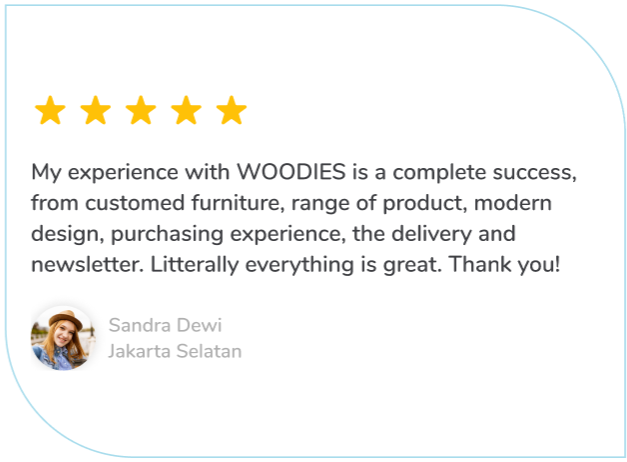 My experience with WOODIES is a complete success,
from customed furniture, range of product, modern
design, purchasing experience, the delivery and
newsletter. Litterally everything is great. Thank you!
Sandra Dewi
Jakarta Selatan